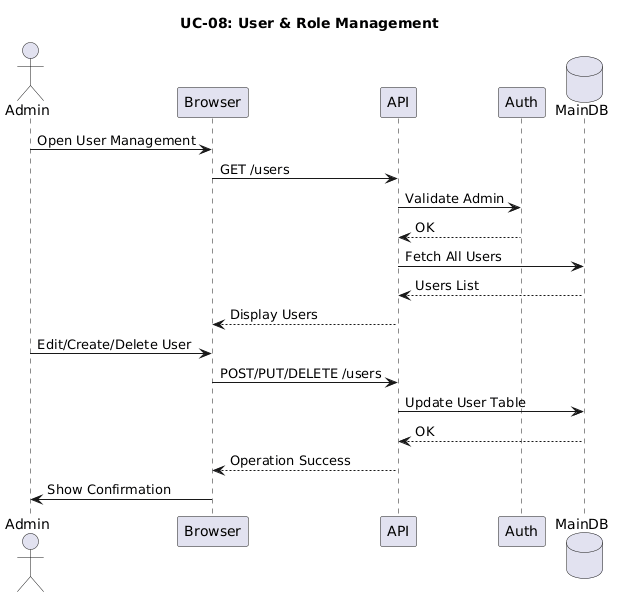 UC-08: User & Role Management
Admin
Browser
API
Auth
MainDB
Open User Management
GET /users
Validate Admin
OK
Fetch All Users
Users List
Display Users
Edit/Create/Delete User
POST/PUT/DELETE /users
Update User Table
OK
Operation Success
Show Confirmation
Admin
Browser
API
Auth
MainDB